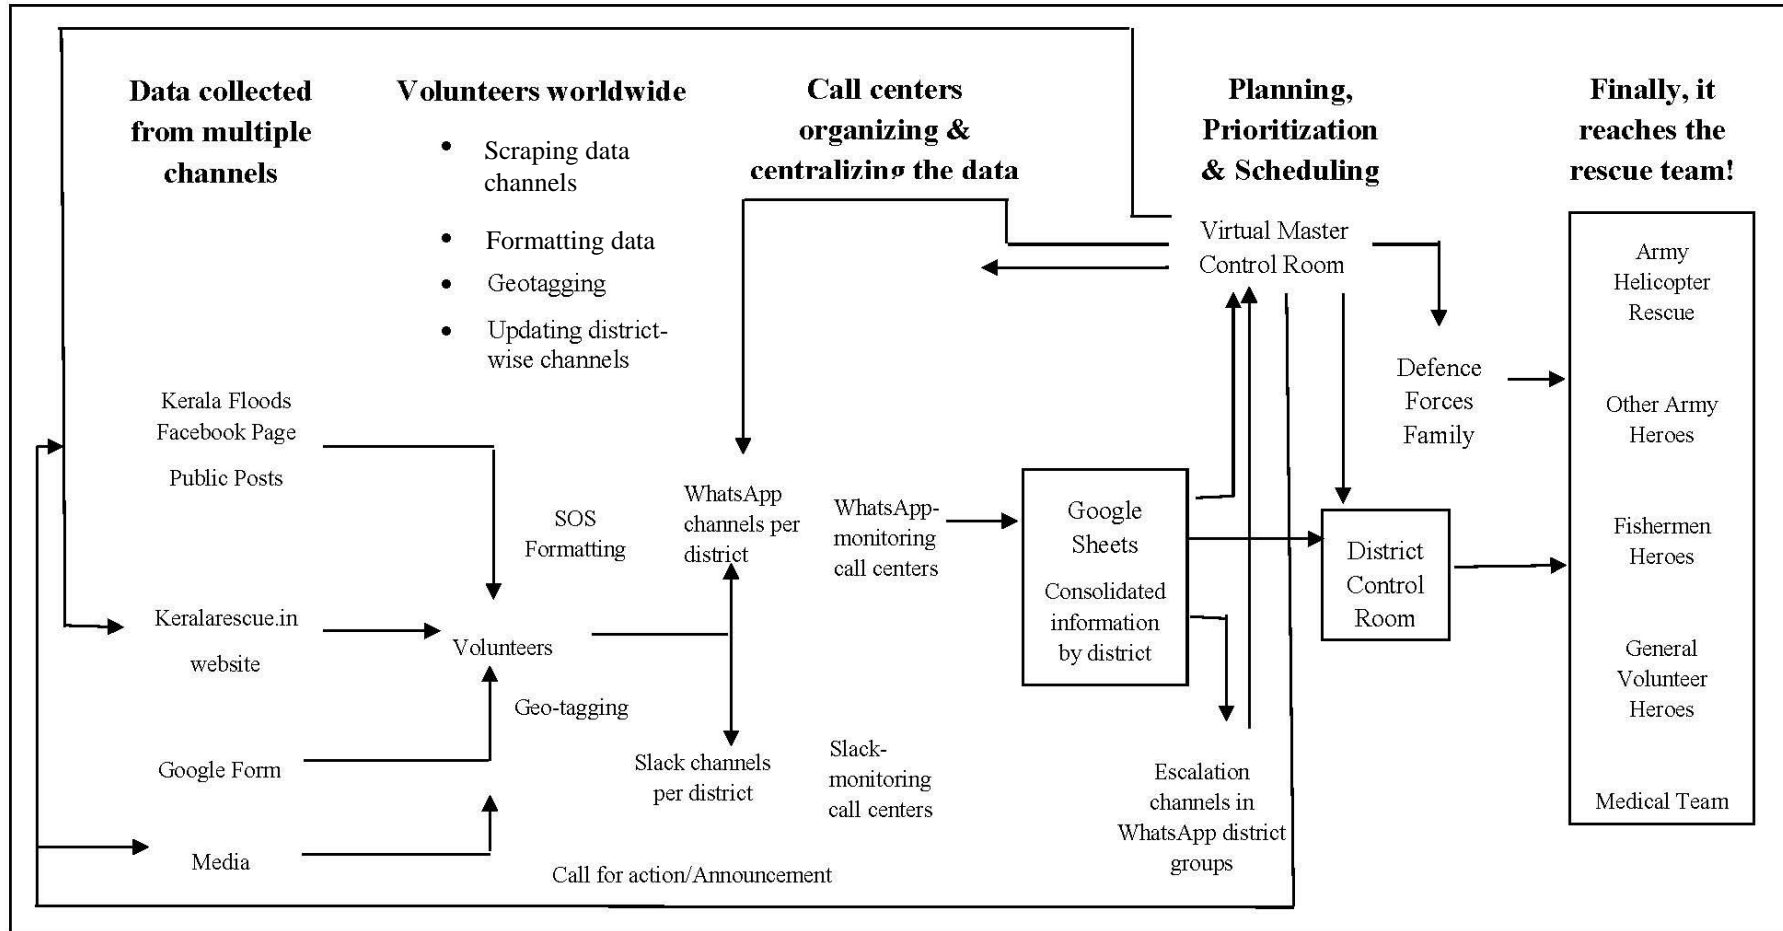 Data collected
from multiple
channels
Volunteers worldwide
• Scraping data
channels
• Formatting data
• Geotagging
• Updating district-
wise channels
Call centers
organizing &
centralizing the data
Planning,
Prioritization
& Scheduling
Finally, it
reaches the
rescue team!
Kerala Floods
Facebook Page
Public Posts
Keralarescue.in
website
Google Form
Media
SOS
Formatting
Volunteers
Geo-tagging
WhatsApp
channels per
district
Slack channels
per district
WhatsApp-
monitoring
call centers
Slack-
monitoring
call centers
Call for action/Announcement
Google
Sheets
Consolidated
information
by district
Virtual Master
Control Room
Escalation
channels in
WhatsApp district
groups
Defence
Forces
Family
District
Control
Room
Army
Helicopter
Rescue
Other Army
Heroes
Fishermen
Heroes
General
Volunteer
Heroes
Medical Team